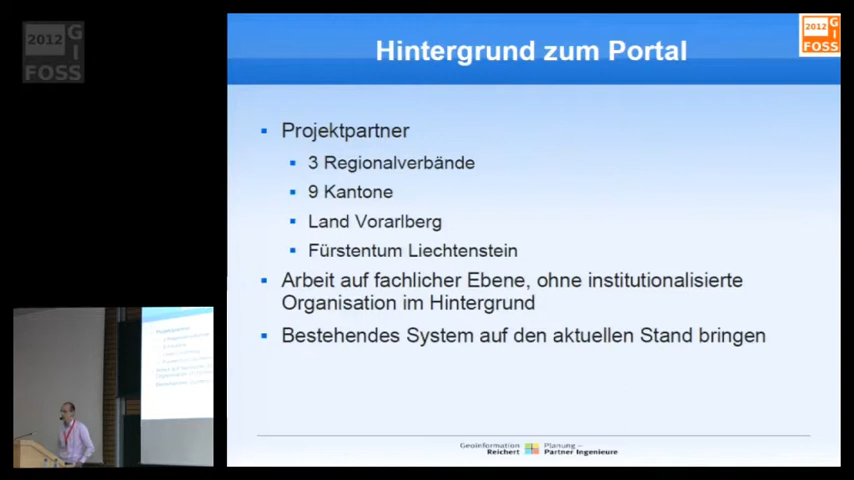 2012
G
I
FOSS
Hintergrund zum Portal
2012
G
I
FOSS
Projektpartner
3 Regionalverbände
9 Kantone
Land Vorarlberg
Fürstentum Liechtenstein
Arbeit auf fachlicher Ebene, ohne institutionalisierte
Organisation im Hintergrund
Bestehendes System auf den aktuellen Stand bringen
Geoinformation
Reichert
Planung –
Partner Ingenieure